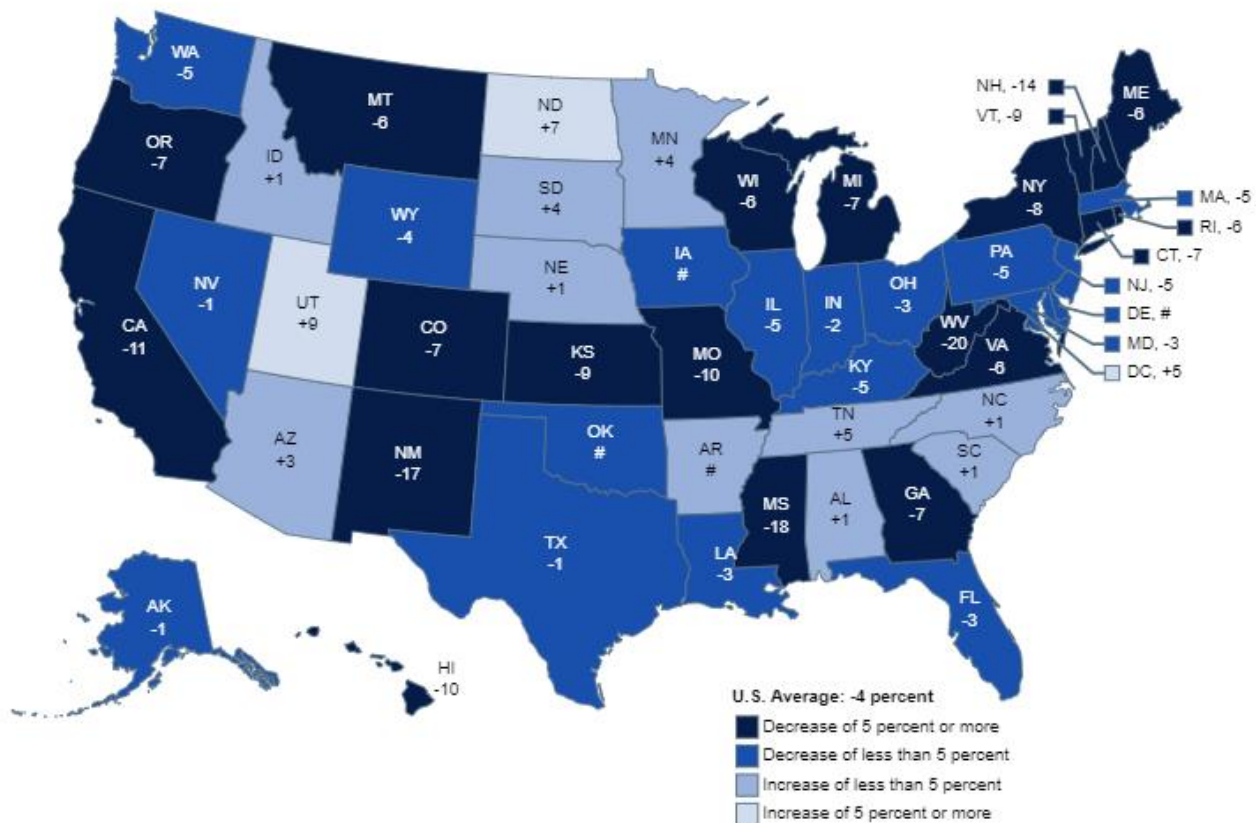 WA
-5
MT
-6
ND
+7
MN
+4
NH, -14
VT, -9
ME
-6
OR
-7
ID
+1
SD
+4
WI
-6
MI
-7
NY
-8
MA, -5
RI, -6
CT, -7
WY
-4
IA
#
NE
+1
PA
-5
NJ, -5
DE, #
MD, -3
DC, +5
NV
-1
UT
+9
CO
-7
CA
-11
IL
-5
IN
-2
OH
-3
WV
-20
VA
-6
KS
-9
MO
-10
KY
-5
NC
+1
TN
+5
AZ
+3
NM
-17
OK
#
AR
#
SC
+1
MS
-18
AL
+1
GA
-7
TX
-1
LA
-3
FL
-3
AK
-1
HI
-10
U.S. Average: -4 percent
Decrease of 5 percent or more
Decrease of less than 5 percent
Increase of less than 5 percent
Increase of 5 percent or more